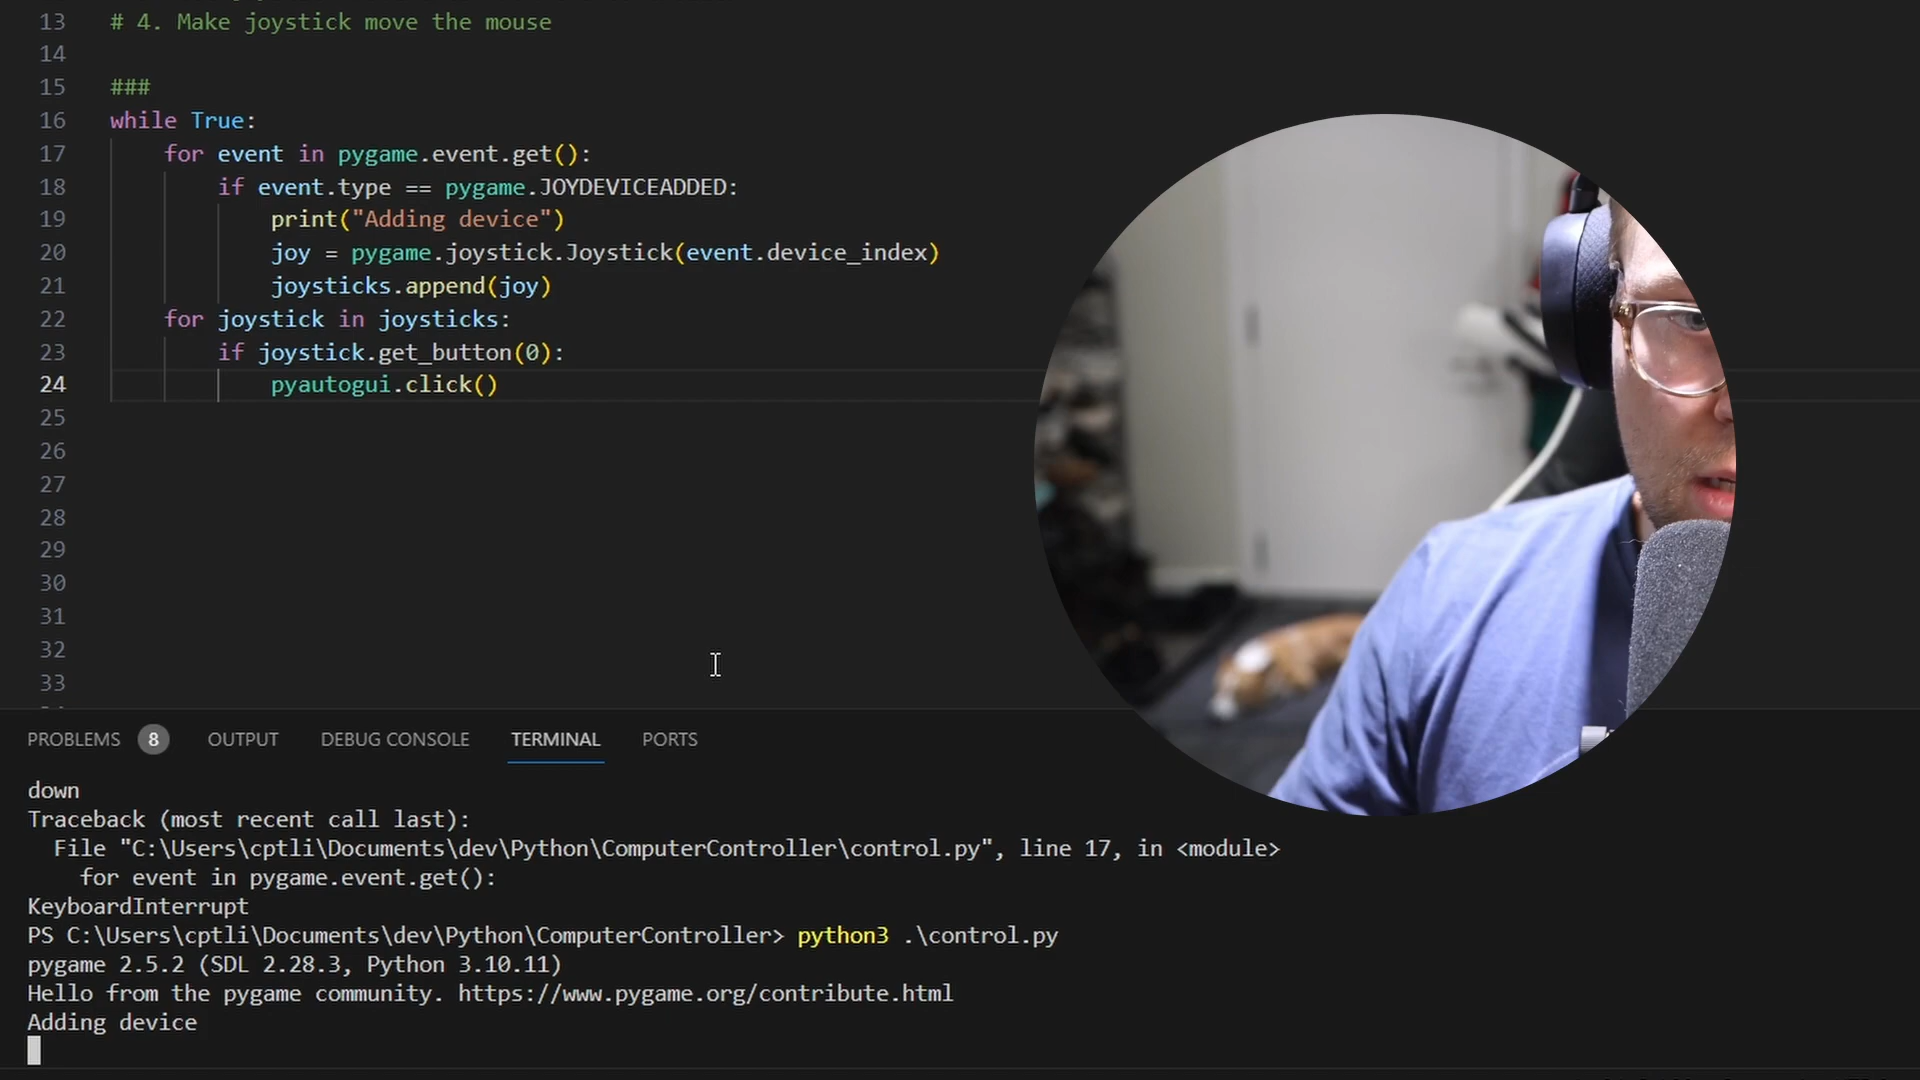 13 # 4. Make joystick move the mouse
14
15 ###
16 while True:
17 for event in pygame.event.get():
18 if event.type == pygame.JOYDEVICEADDED:
19 print("Adding device")
20 joy = pygame.joystick.Joystick(event.device_index)
21 joysticks.append(joy)
22 for joystick in joysticks:
23 if joystick.get_button(0):
24 pyautogui.click()
25
26
27
28
29
30
31
32
33
PROBLEMS 8 OUTPUT DEBUG CONSOLE TERMINAL PORTS
down
Traceback (most recent call last):
File "C:\Users\cptli\Documents\dev\Python\ComputerController\control.py", line 17, in <module>
for event in pygame.event.get():
KeyboardInterrupt
PS C:\Users\cptli\Documents\dev\Python\ComputerController> python3 .\control.py
pygame 2.5.2 (SDL 2.28.3, Python 3.10.11)
Hello from the pygame community. https://www.pygame.org/contribute.html
Adding device